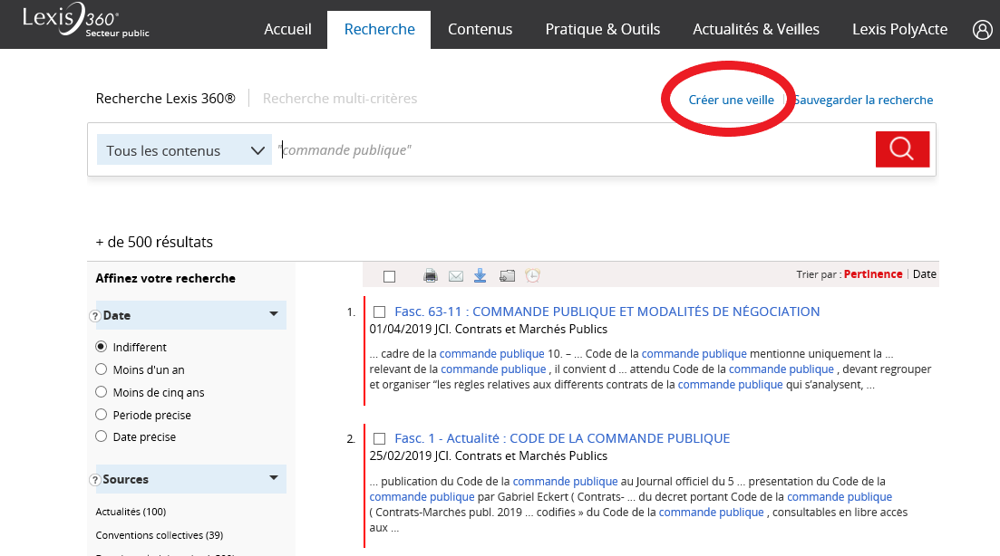 Lexis 360®
Secteur public
Accueil
Recherche
Contenus
Pratique & Outils
Actualités & Veilles
Lexis PolyActe
Recherche Lexis 360®
Recherche multi-critères
Créer une veille
Sauvegarder la recherche
Tous les contenus
"commande publique"
+ de 500 résultats
Affinez votre recherche
? Date
Indifférent
Moins d'un an
Moins de cinq ans
Période précise
Date précise
? Sources
Actualités (100)
Conventions collectives (39)
Trier par : Pertinence | Date
1. Fasc. 63-11 : COMMANDE PUBLIQUE ET MODALITÉS DE NÉGOCIATION
01/04/2019 JCl. Contrats et Marchés Publics
... cadre de la commande publique 10. – ... Code de la commande publique mentionne uniquement la ...
relevant de la commande publique , il convient d ... attendu Code de la commande publique , devant regrouper
et organiser “les règles relatives aux différents contrats de la commande publique qui s’analysent, ...
2. Fasc. 1 - Actualité : CODE DE LA COMMANDE PUBLIQUE
25/02/2019 JCl. Contrats et Marchés Publics
... publication du Code de la commande publique au Journal officiel du 5 ... présentation du Code de la
commande publique par Gabriel Eckert ( Contrats- ... du décret portant Code de la commande publique
( Contrats-Marchés publ. 2019 ... codifiés » du Code de la commande publique , consultables en libre accès
aux ...